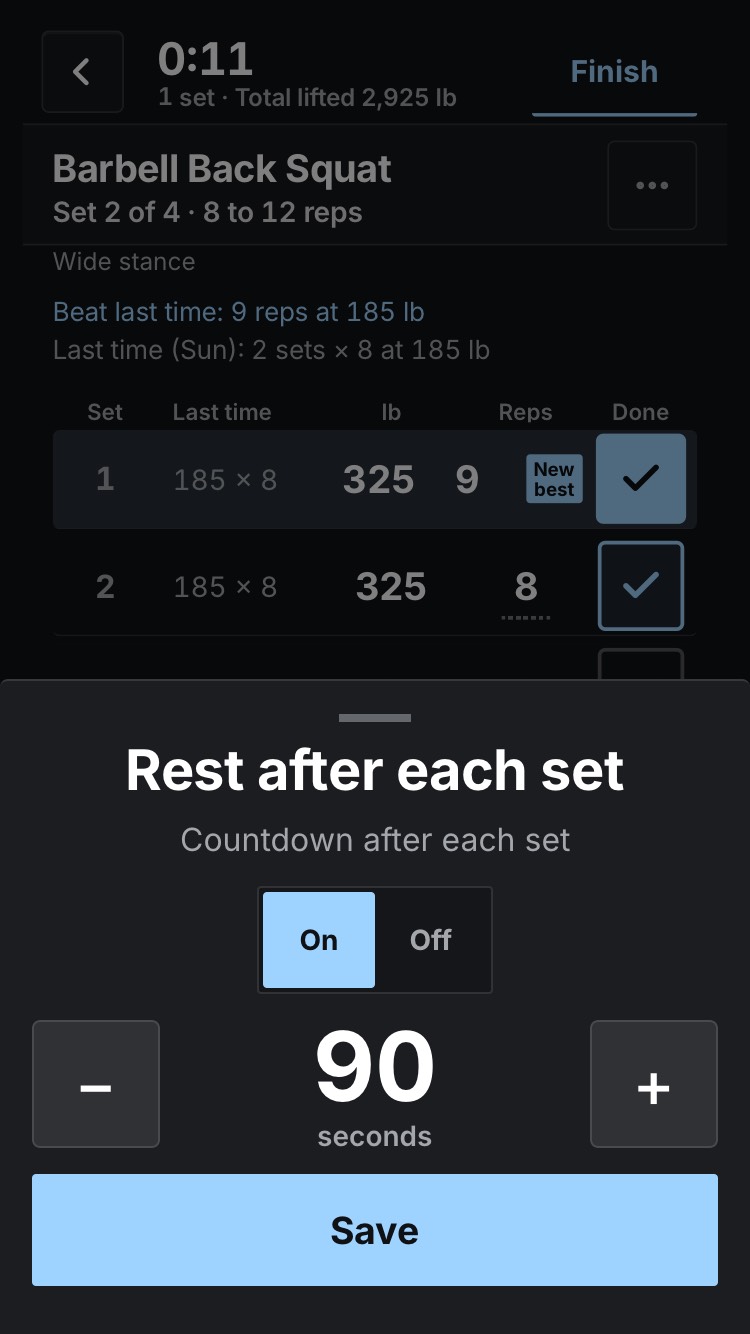 0:11
1 set · Total lifted 2,925 lb
Finish
Barbell Back Squat
Set 2 of 4 · 8 to 12 reps
Wide stance
Beat last time: 9 reps at 185 lb
Last time (Sun): 2 sets × 8 at 185 lb
Set Last time lb Reps Done
1 185 × 8 325 9 New best
2 185 × 8 325 8
Rest after each set
Countdown after each set
On Off
− 90 +
seconds
Save